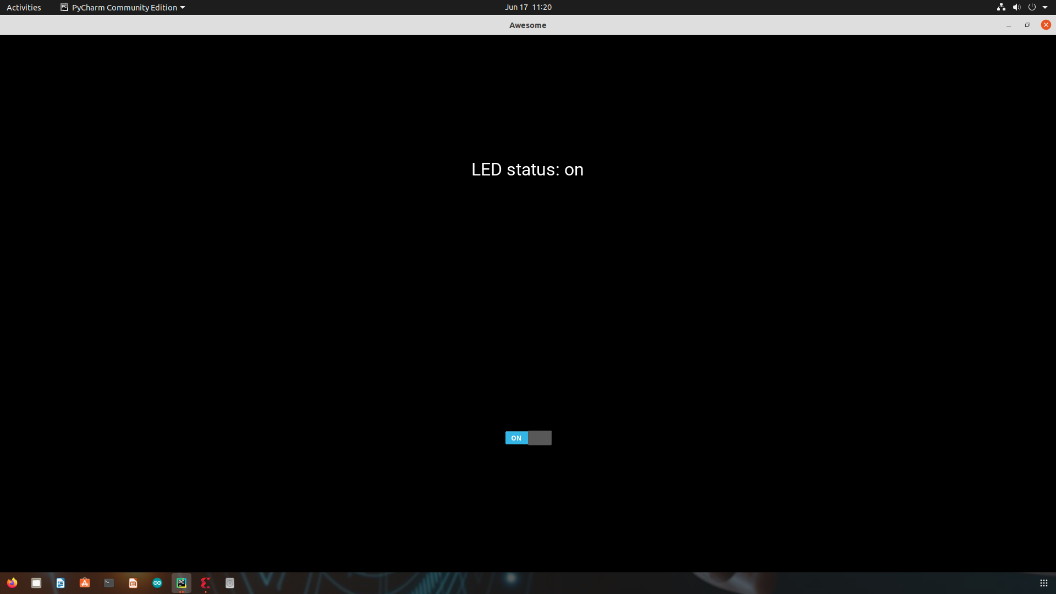 Activities
PyCharm Community Edition
Jun 17 11:20
Awesome
LED status: on
ON